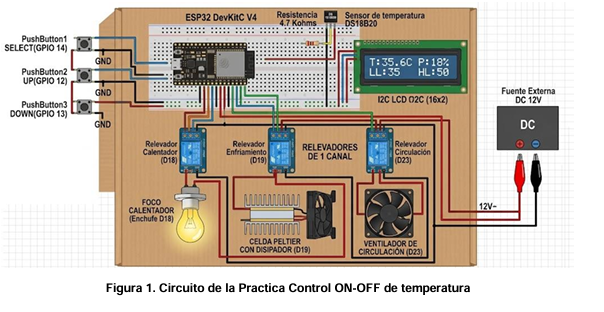 ESP32 DevKitC V4
Resistencia
4.7 Kohms
Sensor de temperatura
DS18B20
PushButton1
SELECT(GPIO 14)
GND
PushButton2
UP(GPIO 12)
GND
PushButton3
DOWN(GPIO 13)
GND
T:35.6C P:18%
LL:35 HL:50
I2C LCD O2C (16x2)
Fuente Externa
DC 12V
DC
Relevador
Calentador
(D18)
Relevador
Enfriamiento
(D19)
RELEVADORES
DE 1 CANAL
Relevador
Circulación
(D23)
12V~
FOCO
CALENTADOR
(Enchufe D18)
CELDA PELTIER
CON DISIPADOR (D19)
VENTILADOR DE
CIRCULACIÓN (D23)
Figura 1. Circuito de la Practica Control ON-OFF de temperatura